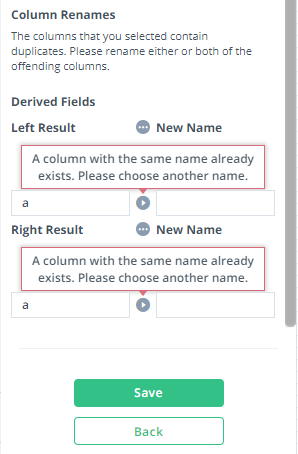 Column Renames
The columns that you selected contain
duplicates. Please rename either or both of the
offending columns.
Derived Fields
Left Result New Name
A column with the same name already
exists. Please choose another name.
a
Right Result New Name
A column with the same name already
exists. Please choose another name.
a
Save
Back